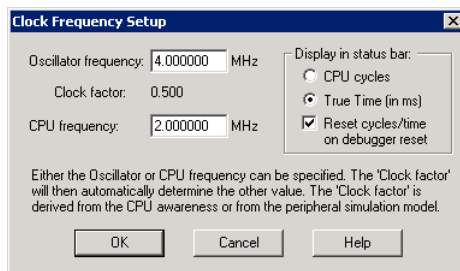 Clock Frequency Setup
Oscillator frequency: 4.000000 MHz
Clock factor: 0.500
CPU frequency: 2.000000 MHz
Display in status bar:
CPU cycles
True Time (in ms)
Reset cycles/time
on debugger reset
Either the Oscillator or CPU frequency can be specified. The 'Clock factor'
will then automatically determine the other value. The 'Clock factor' is
derived from the CPU awareness or from the peripheral simulation model.
OK Cancel Help